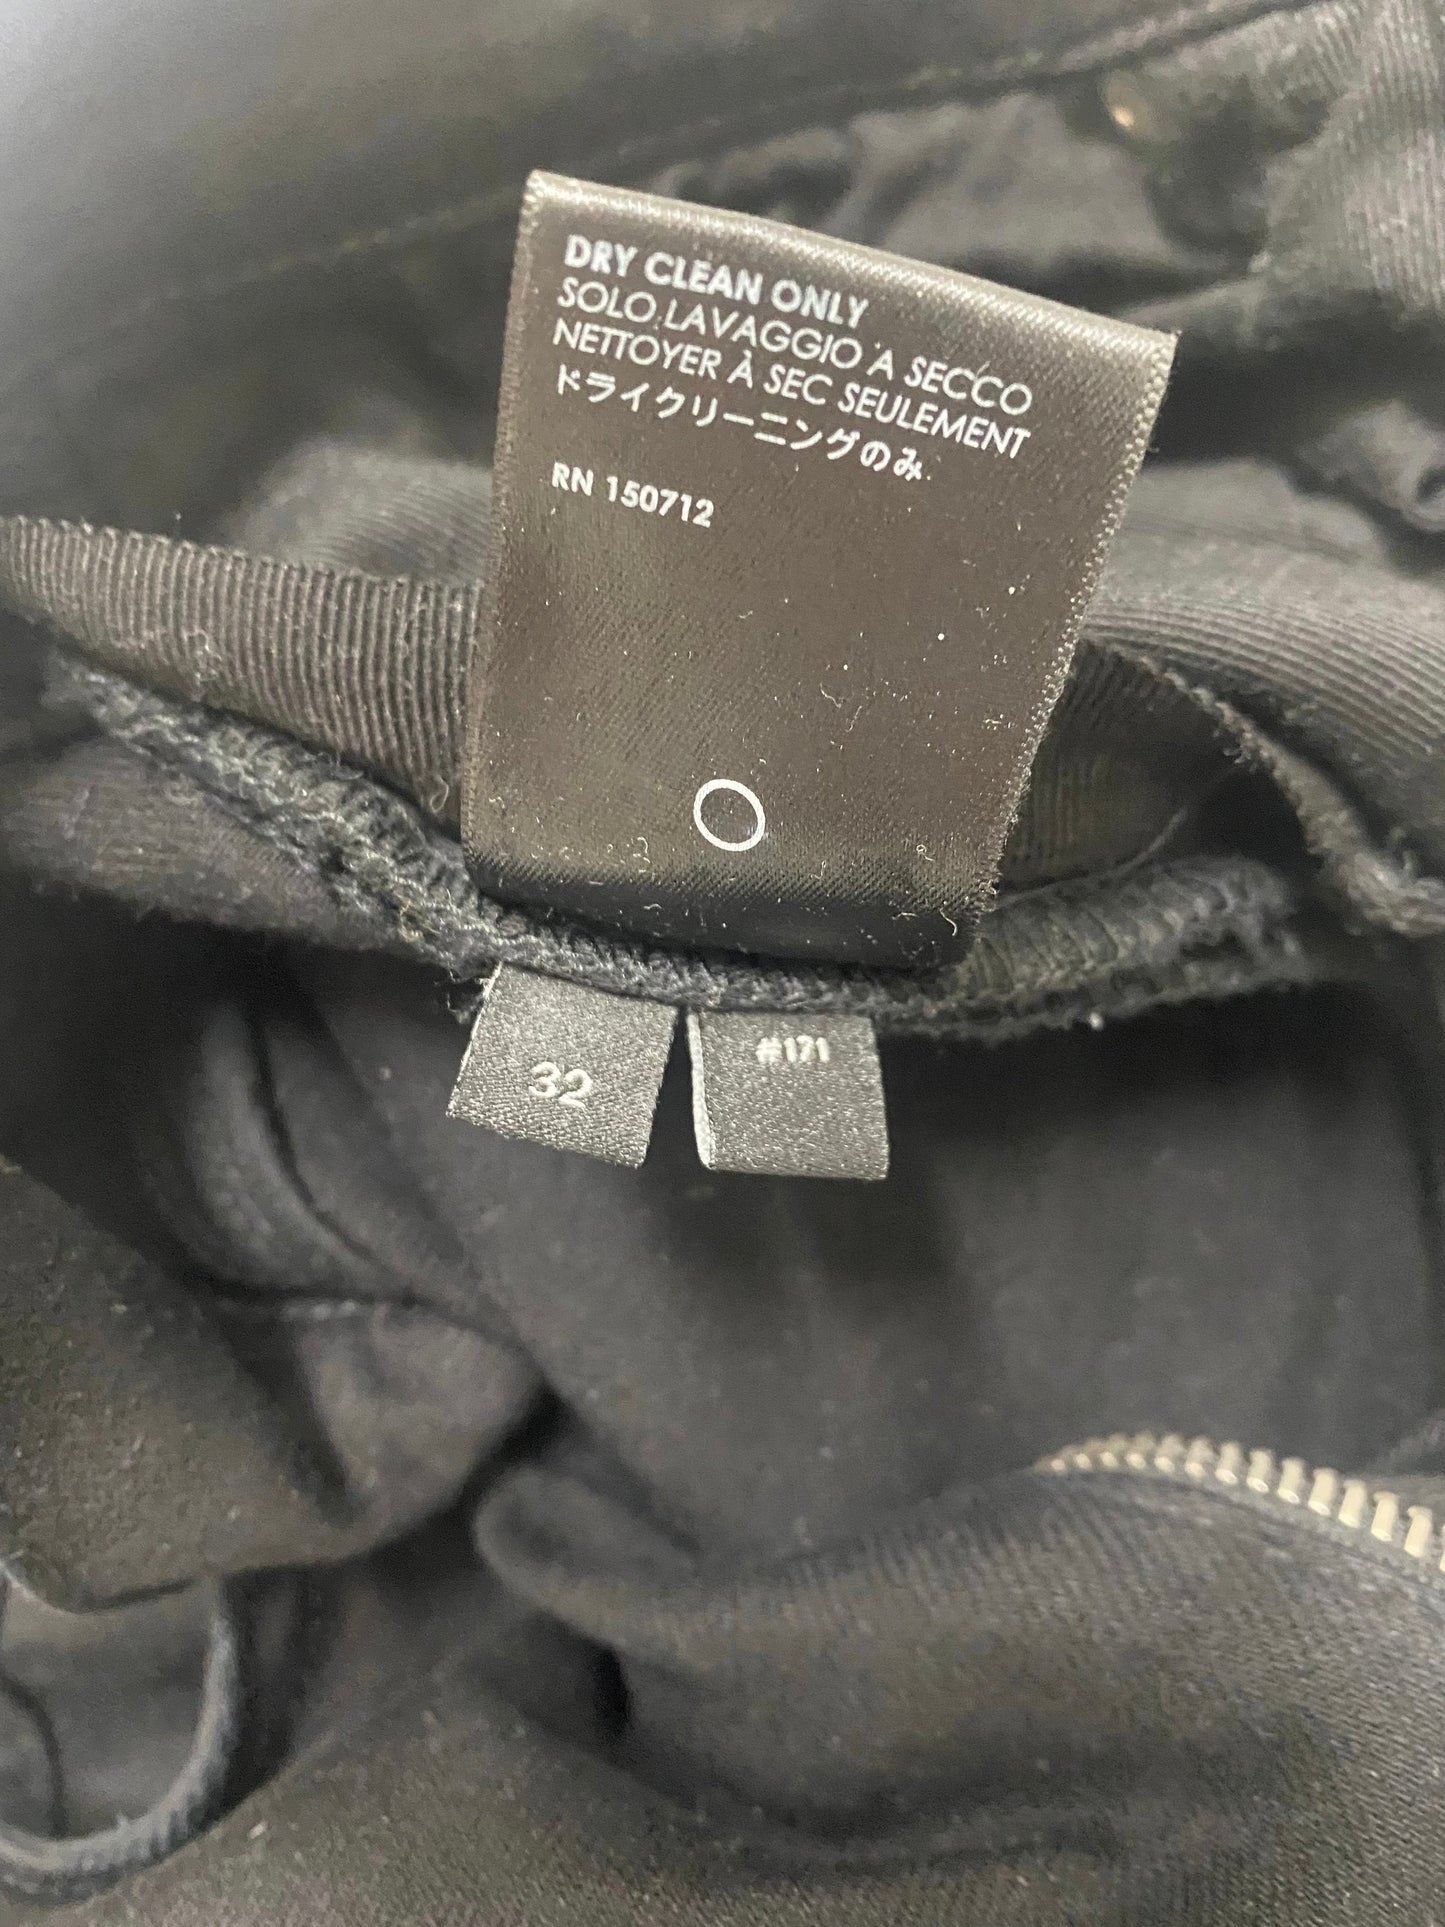 DRY CLEAN ONLY
SOLO LAVAGGIO A SECCO
NETTOYER À SEC SEULEMENT
ドライクリーニングのみ
RN 150712
32
#171